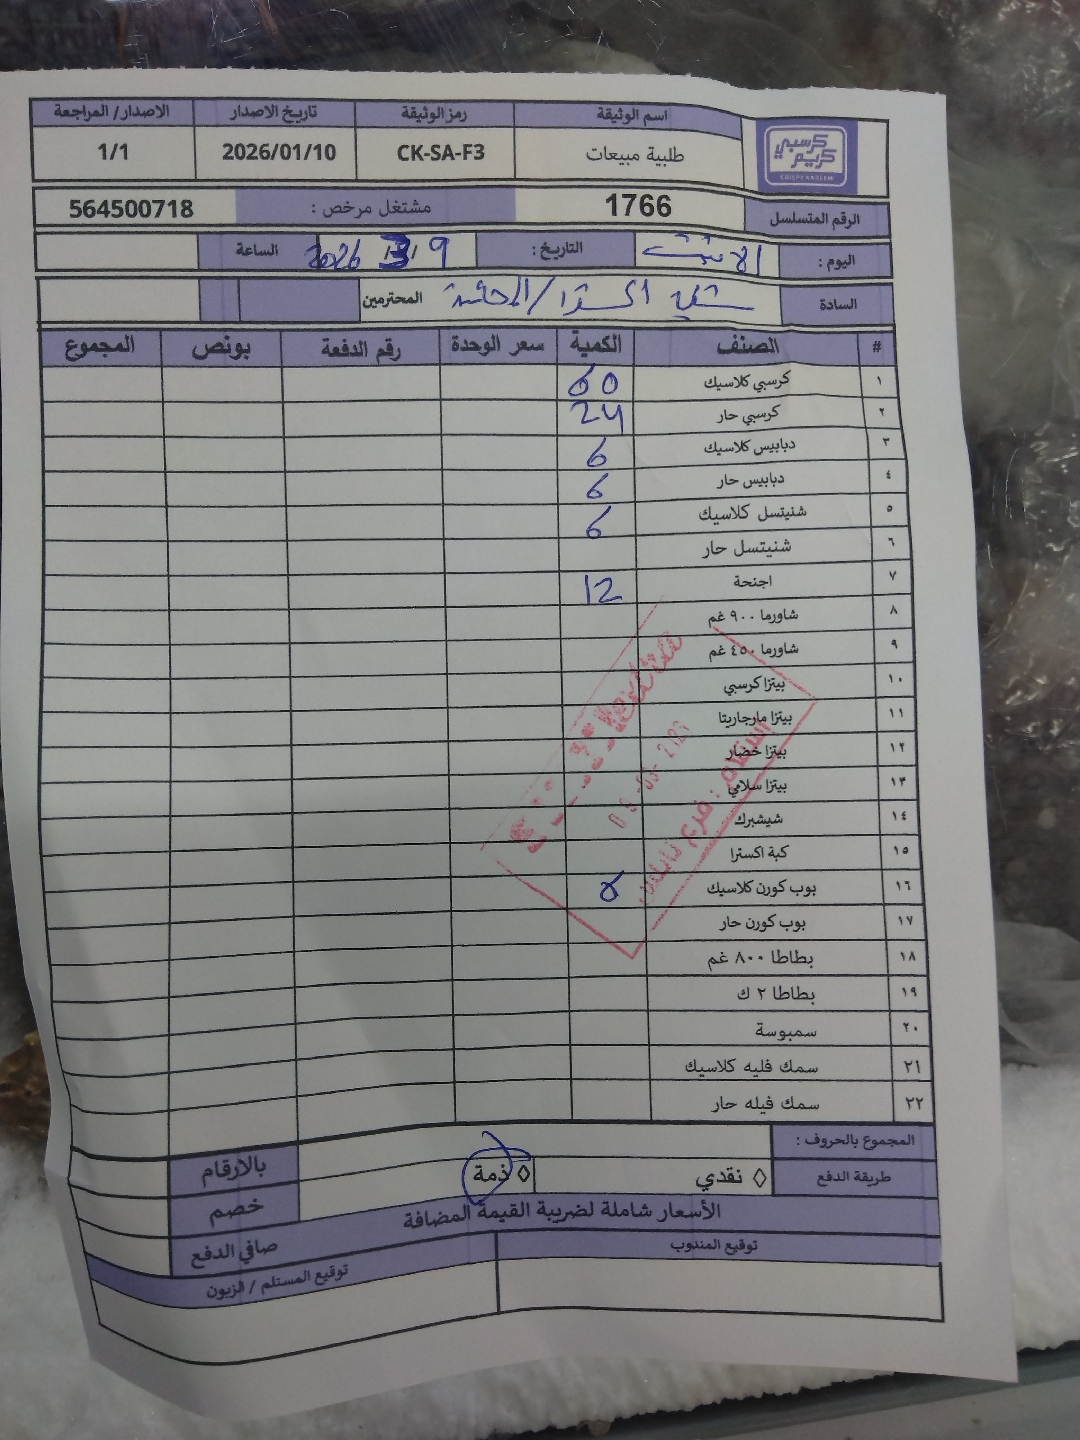 اسم الوثيقة رمز الوثيقة تاريخ الاصدار الاصدار/ المراجعة
كرسبي كريم
CRISPY KAREEM
طلبية مبيعات CK-SA-F3 2026/01/10 1/1
الرقم المتسلسل 1766 مشتغل مرخص : 564500718
اليوم : الاثنين التاريخ : 9/3/2026 الساعة
السادة اكسترا/ المحترمين
# الصنف الكمية سعر الوحدة رقم الدفعة بونص المجموع
١ كرسبي كلاسيك 60
٢ كرسبي حار 24
٣ دبابيس كلاسيك 6
٤ دبابيس حار 6
٥ شنيتسل كلاسيك 6
٦ شنيتسل حار
٧ اجنحة 12
٨ شاورما ٩٠٠ غم
٩ شاورما ٤٥٠ غم
١٠ بيتزا كرسبي
١١ بيتزا مارجاريتا
١٢ بيتزا خضار
١٣ بيتزا سلامي
١٤ شيشبرك
١٥ كبة اكسترا
١٦ بوب كورن كلاسيك
١٧ بوب كورن حار
١٨ بطاطا ٨٠٠ غم
١٩ بطاطا ٢ ك
٢٠ سمبوسة
٢١ سمك فليه كلاسيك
٢٢ سمك فيله حار
المجموع بالحروف : بالارقام
طريقة الدفع ◊ نقدي ◊ ذمة خصم
الأسعار شاملة لضريبة القيمة المضافة
صافي الدفع
توقيع المندوب توقيع المستلم / الزبون
فرع نابلس